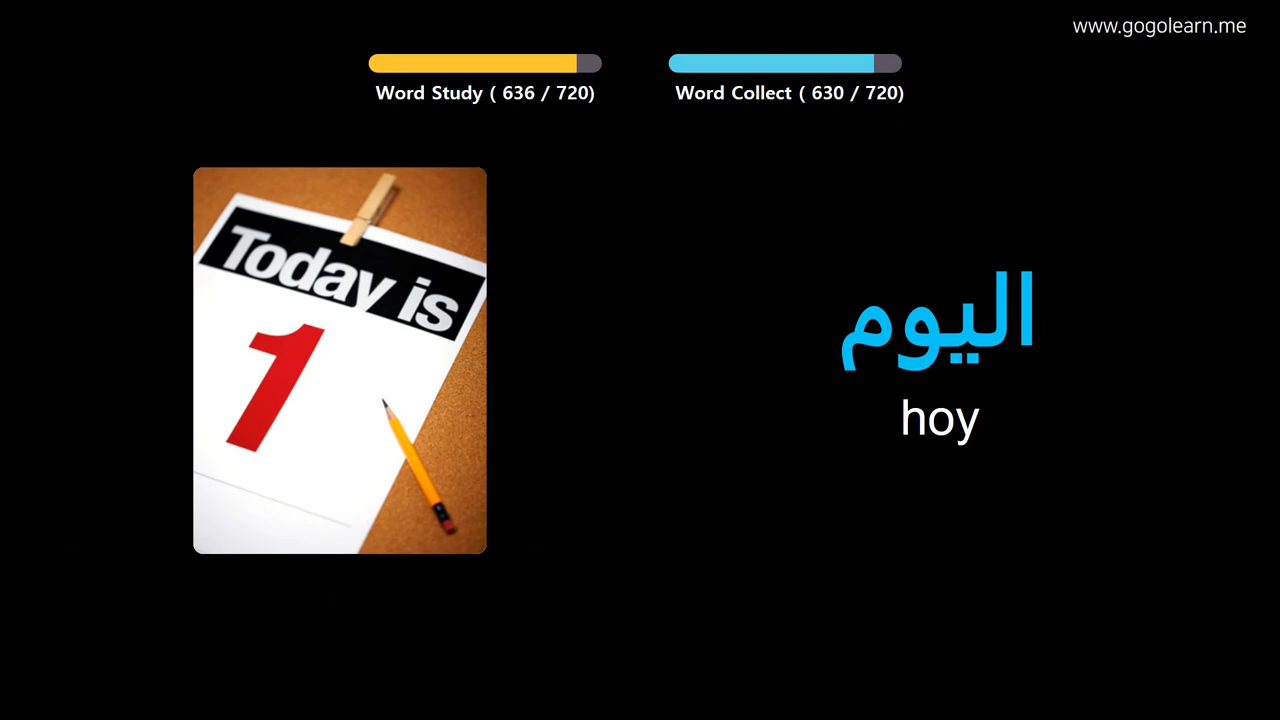 www.gogolearn.me
Word Study ( 636 / 720)
Word Collect ( 630 / 720)
Today is
1
اليوم
hoy